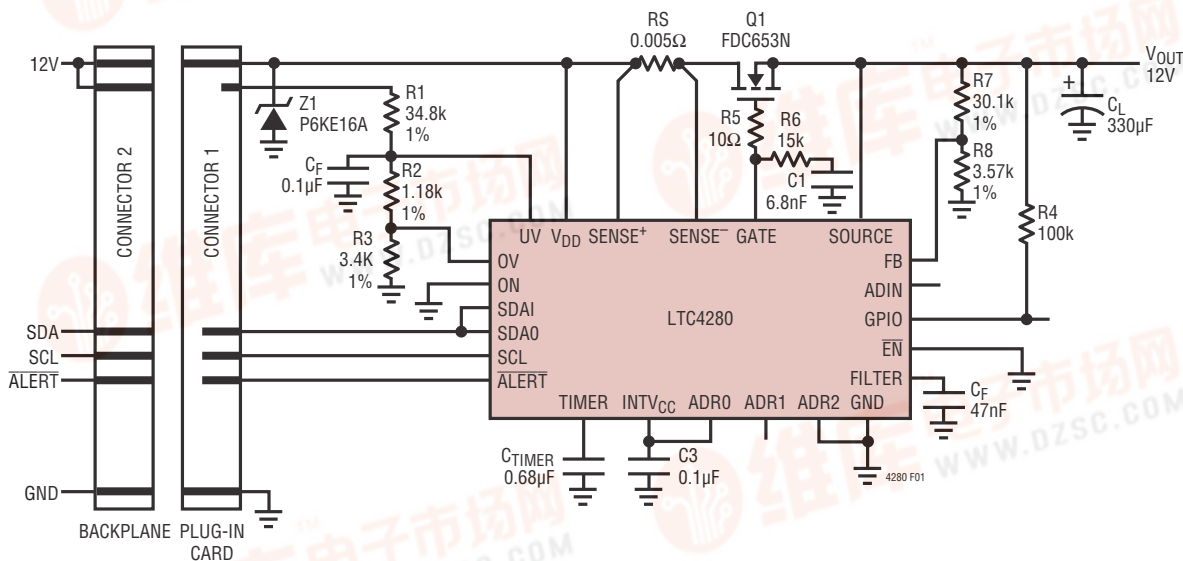 RS
0.005Ω
Q1
FDC653N
12V
VOUT
12V
Z1
P6KE16A
R1
34.8k
1%
CF
0.1µF
R2
1.18k
1%
R3
3.4K
1%
R5
10Ω
R6
15k
C1
6.8nF
R7
30.1k
1%
R8
3.57k
1%
+
CL
330µF
R4
100k
CONNECTOR 2
CONNECTOR 1
UV
VDD
SENSE+
SENSE–
GATE
SOURCE
OV
ON
SDAI
SDA0
SCL
ALERT
LTC4280
FB
ADIN
GPIO
EN
FILTER
TIMER
INTVCC
ADR0
ADR1
ADR2
GND
SDA
SCL
ALERT
GND
CTIMER
0.68µF
C3
0.1µF
CF
47nF
4280 F01
BACKPLANE
PLUG-IN
CARD
维库电子市场网
WWW.DZSC.COM
TM